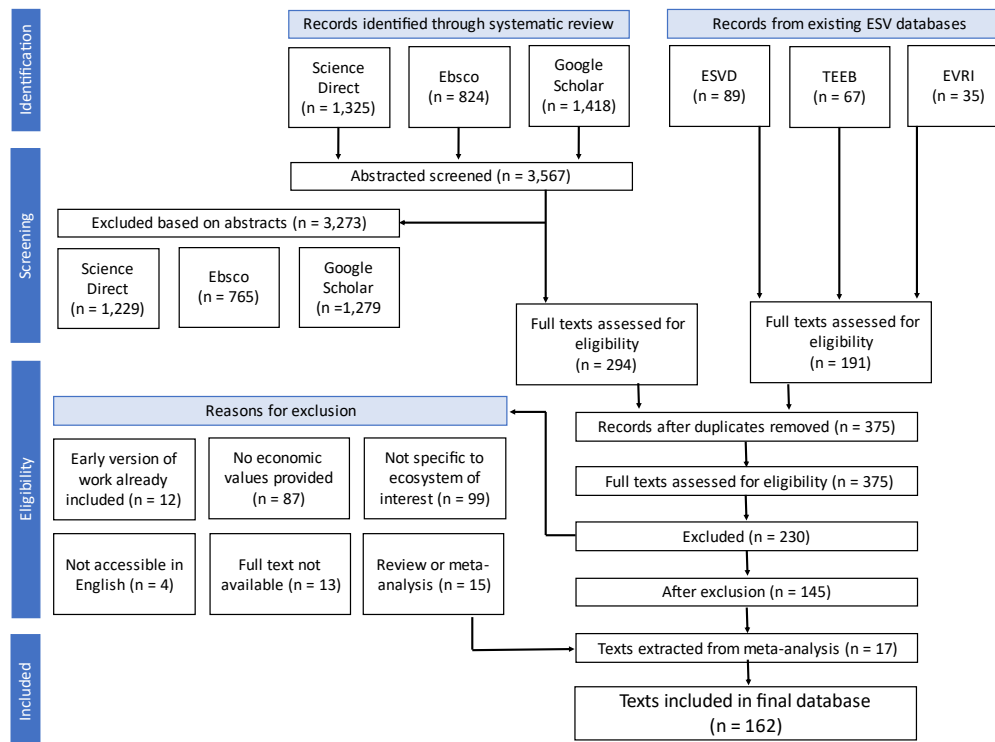 Identification
Records identified through systematic review
Records from existing ESV databases
Science
Direct
(n = 1,325)
Ebsco
(n = 824)
Google
Scholar
(n = 1,418)
ESVD
(n = 89)
TEEB
(n = 67)
EVRI
(n = 35)
Screening
Abstracted screened (n = 3,567)
Excluded based on abstracts (n = 3,273)
Science
Direct
(n = 1,229)
Ebsco
(n = 765)
Google
Scholar
(n =1,279
Full texts assessed for
eligibility
(n = 294)
Full texts assessed for
eligibility
(n = 191)
Eligibility
Reasons for exclusion
Records after duplicates removed (n = 375)
Early version of
work already
included (n = 12)
No economic
values provided
(n = 87)
Not specific to
ecosystem of
interest (n = 99)
Full texts assessed for eligibility (n = 375)
Excluded (n = 230)
Not accessible in
English (n = 4)
Full text not
available (n = 13)
Review or meta-
analysis (n = 15)
After exclusion (n = 145)
Included
Texts extracted from meta-analysis (n = 17)
Texts included in final database
(n = 162)